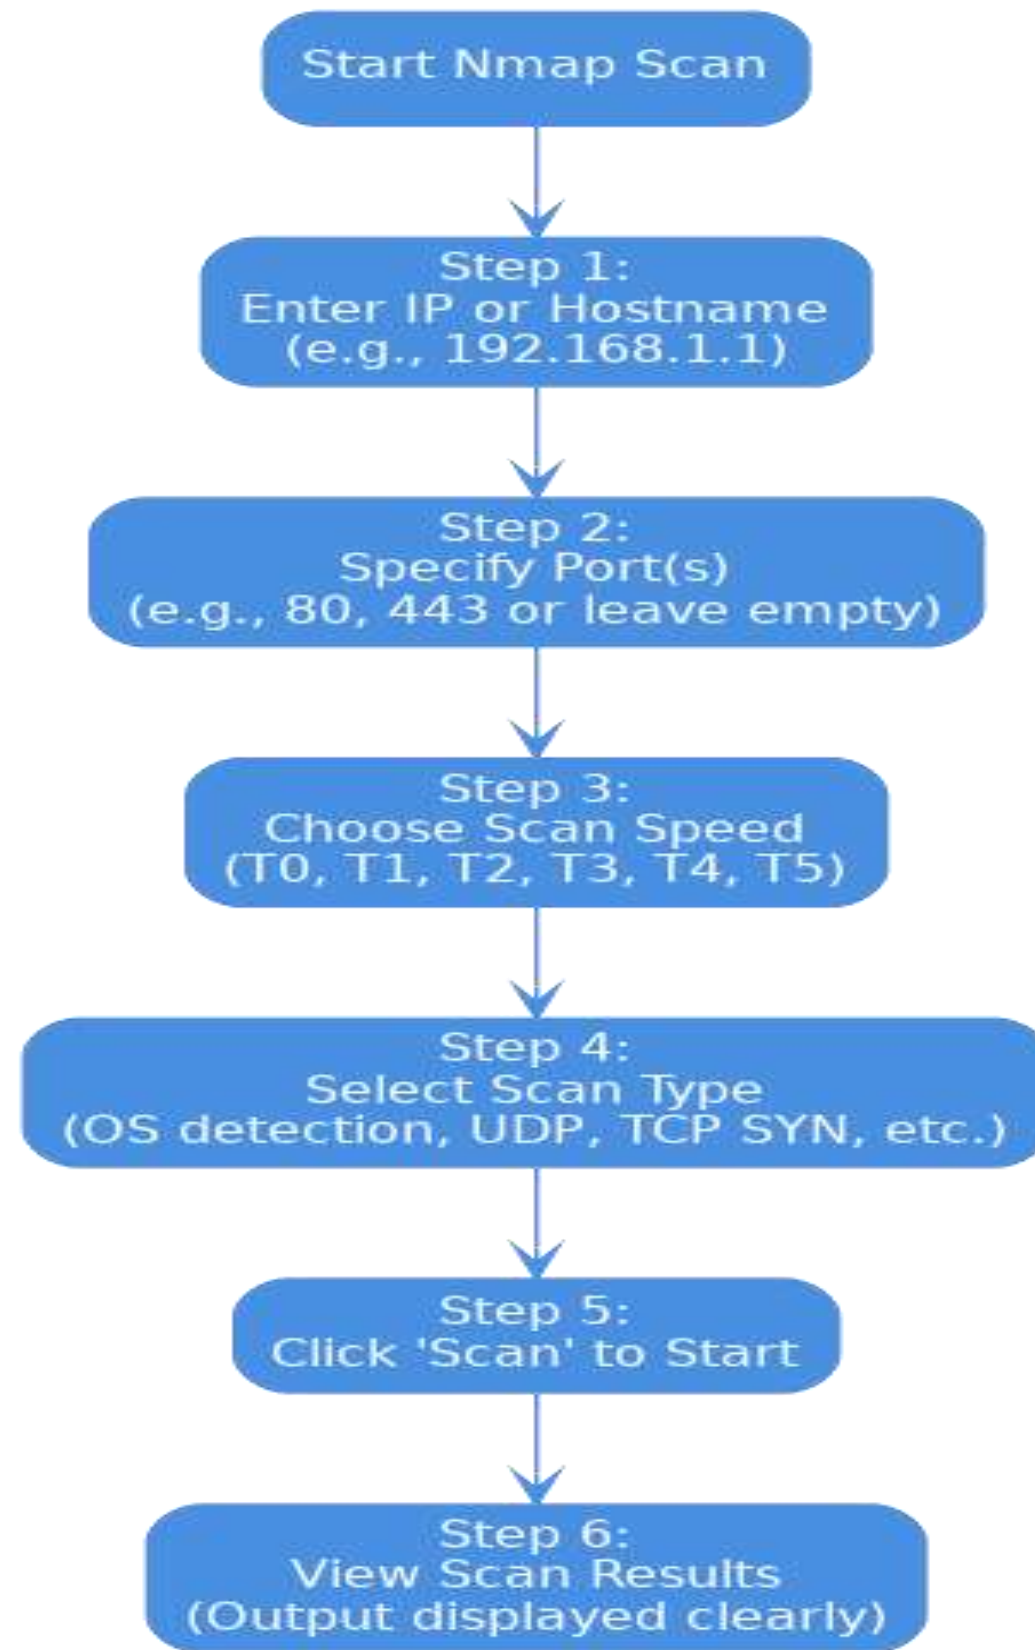 Start Nmap Scan
Step 1:
Enter IP or Hostname
(e.g., 192.168.1.1)
Step 2:
Specify Port(s)
(e.g., 80, 443 or leave empty)
Step 3:
Choose Scan Speed
(T0, T1, T2, T3, T4, T5)
Step 4:
Select Scan Type
(OS detection, UDP, TCP SYN, etc.)
Step 5:
Click 'Scan' to Start
Step 6:
View Scan Results
(Output displayed clearly)